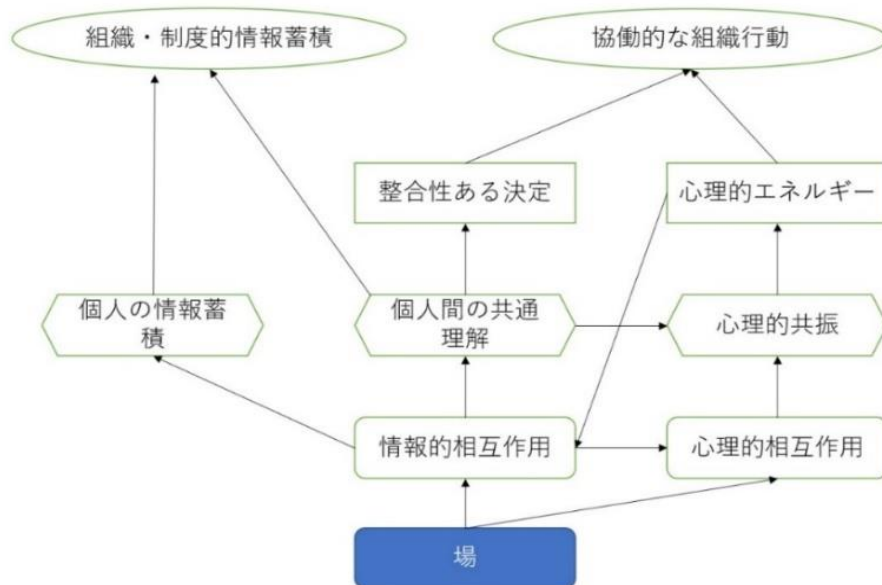 組織・制度的情報蓄積
協働的な組織行動
整合性ある決定
心理的エネルギー
個人の情報蓄
積
個人間の共通
理解
心理的共振
情報的相互作用
心理的相互作用
場